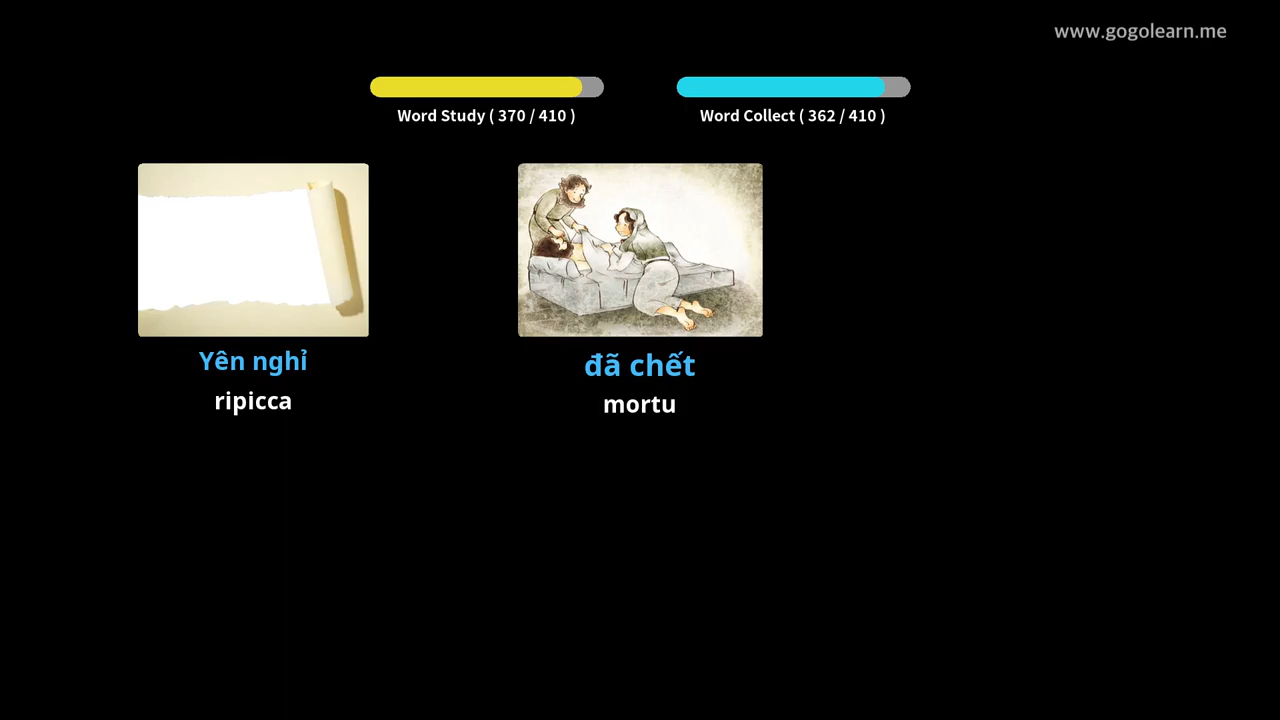 www.gogolearn.me
Word Study ( 370 / 410 )
Word Collect ( 362 / 410 )
Yên nghỉ
ripicca
đã chết
mortu